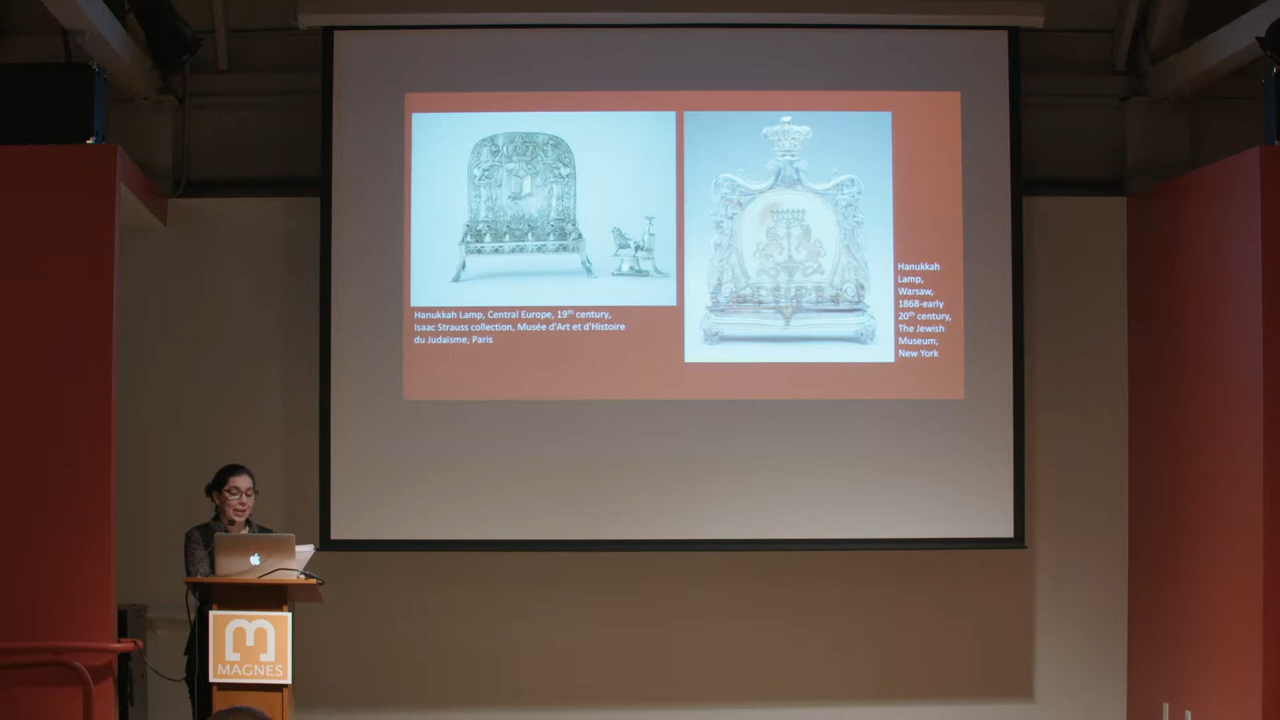 Hanukkah Lamp, Central Europe, 19th century,
Isaac Strauss collection, Musée d'Art et d'Histoire
du Judaïsme, Paris
Hanukkah
Lamp,
Warsaw,
1868-early
20th century,
The Jewish
Museum,
New York
MAGNES